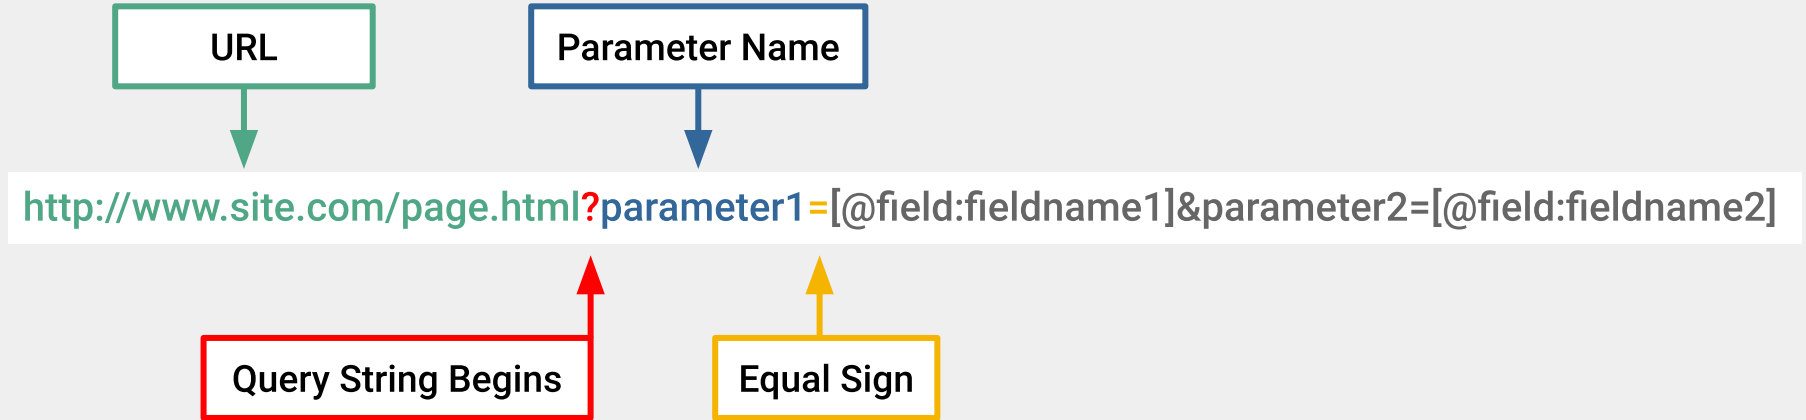 URL
Parameter Name
http://www.site.com/page.html?parameter1=[@field:fieldname1]&parameter2=[@field:fieldname2]
Query String Begins
Equal Sign